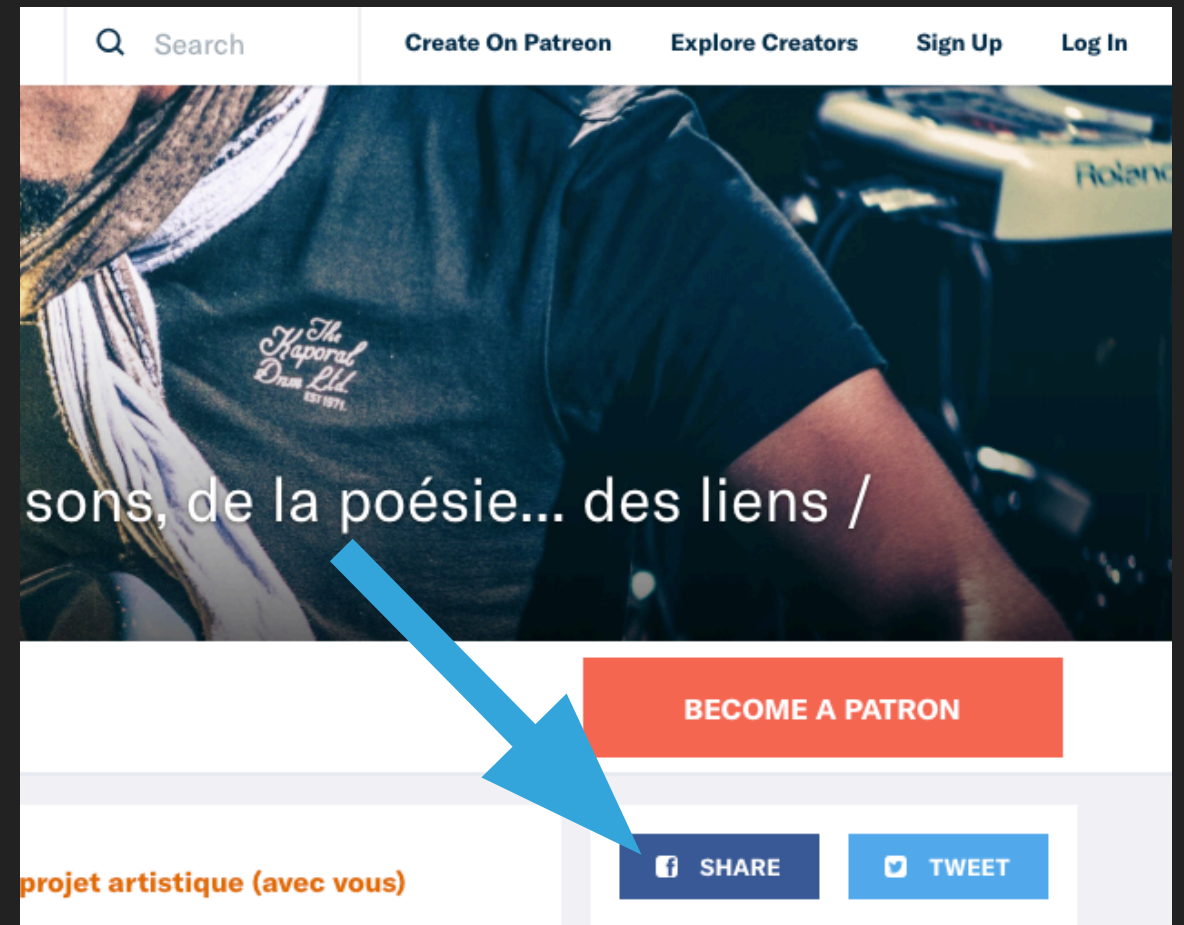 Search
Create On Patreon
Explore Creators
Sign Up
Log In
Roland
The
Kaporal
Dnm Ltd.
EST 1971.
sons, de la poésie... des liens /
BECOME A PATRON
SHARE
TWEET
projet artistique (avec vous)